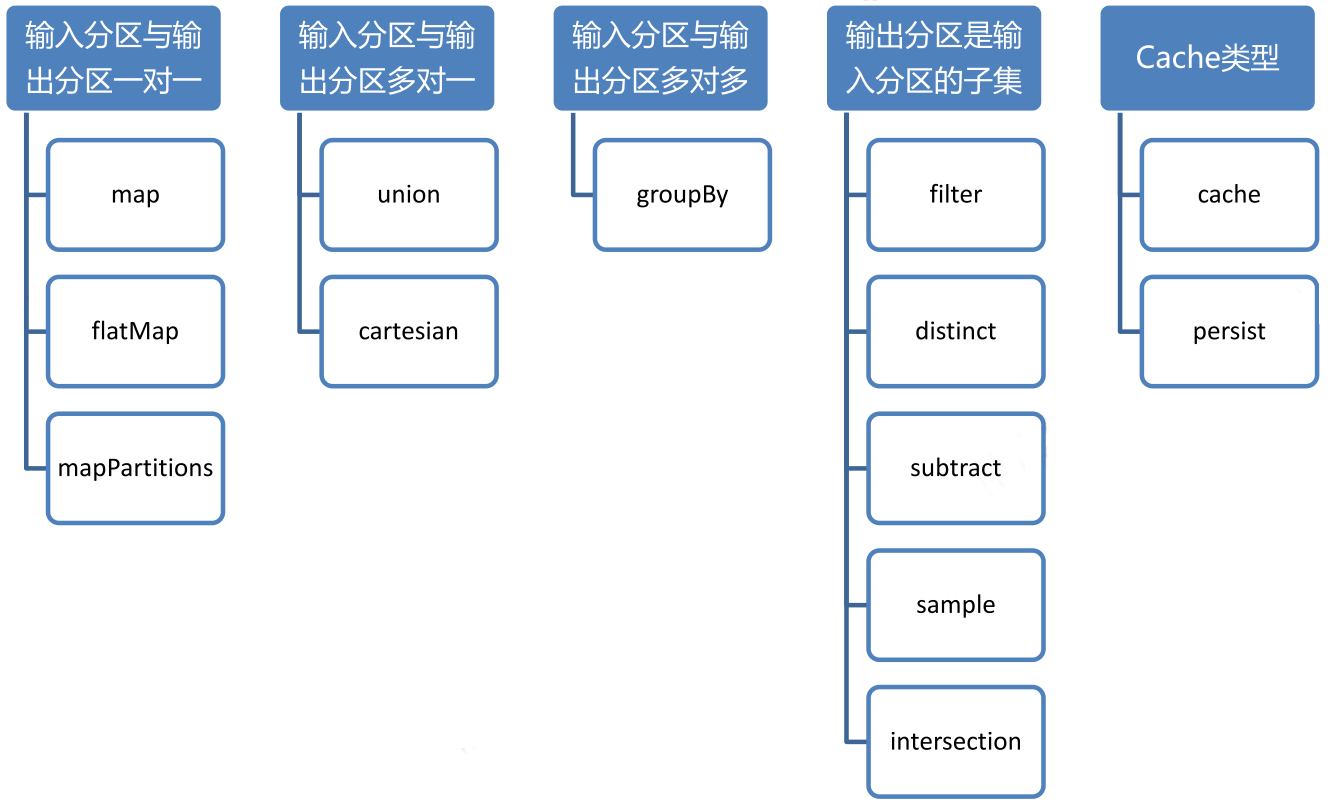 输入分区与输
出分区一对一
map
flatMap
mapPartitions
输入分区与输
出分区多对一
union
cartesian
输入分区与输
出分区多对多
groupBy
输出分区是输
入分区的子集
filter
distinct
subtract
sample
intersection
Cache类型
cache
persist